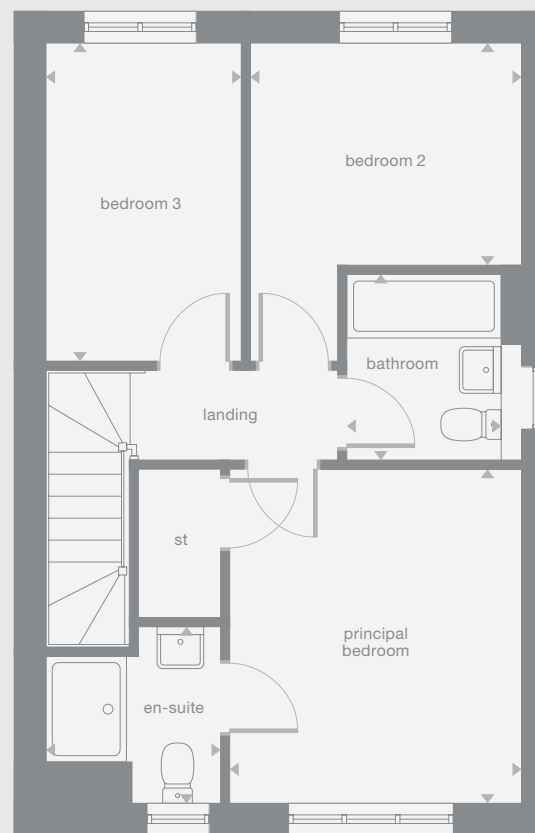 bedroom 3
bedroom 2
bathroom
landing
st
principal
bedroom
en-suite